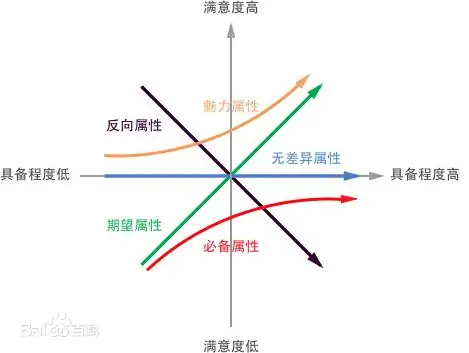 满意度高
魅力属性
反向属性
无差异属性
具备程度低
具备程度高
期望属性
必备属性
Bai百科
满意度低